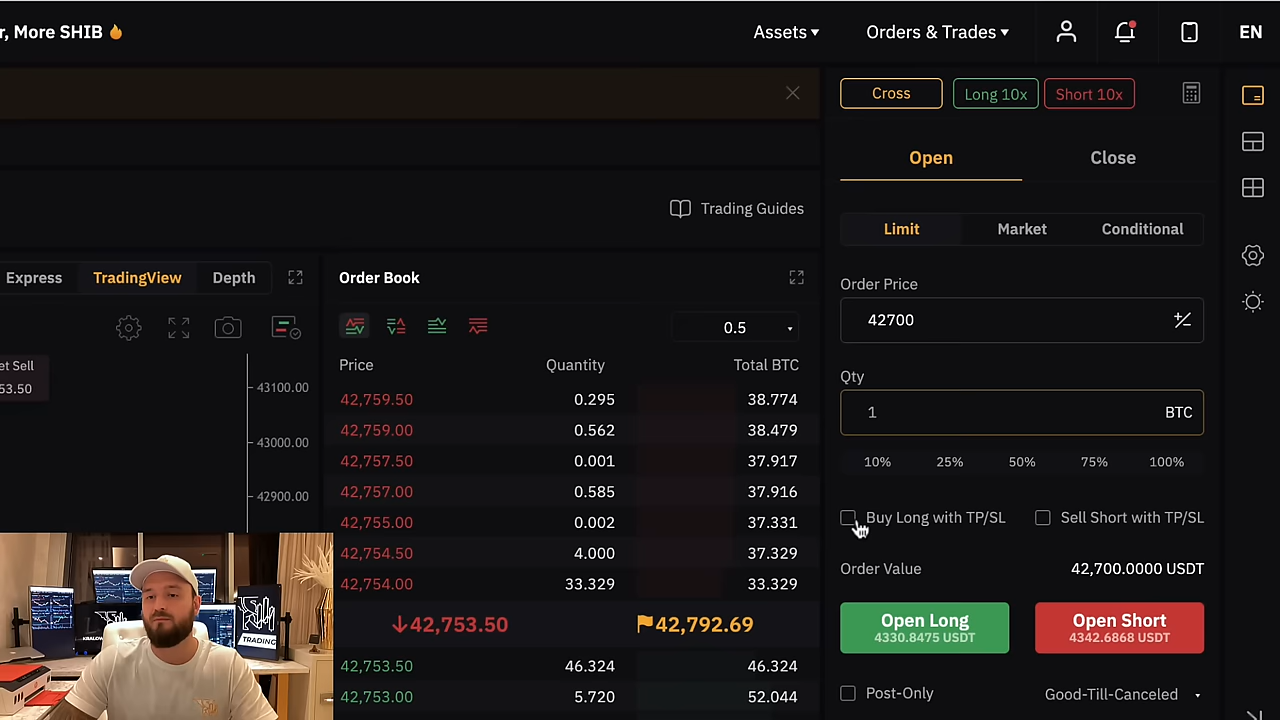 r, More SHIB
Assets
Orders & Trades
EN
Cross
Long 10x
Short 10x
Open
Close
Trading Guides
Limit
Market
Conditional
Express
TradingView
Depth
Order Book
Order Price
42700
0.5
et Sell
53.50
Price
Quantity
Total BTC
43100.00
43000.00
42900.00
42,759.50 0.295 38.774
42,759.00 0.562 38.479
42,757.50 0.001 37.917
42,757.00 0.585 37.916
42,755.00 0.002 37.331
42,754.50 4.000 37.329
42,754.00 33.329 33.329
42,753.50
42,792.69
42,753.50 46.324 46.324
42,753.00 5.720 52.044
Qty
1
BTC
10%
25%
50%
75%
100%
Buy Long with TP/SL
Sell Short with TP/SL
Order Value
42,700.0000 USDT
Open Long
4330.8475 USDT
Open Short
4342.6868 USDT
Post-Only
Good-Till-Canceled
TRADING